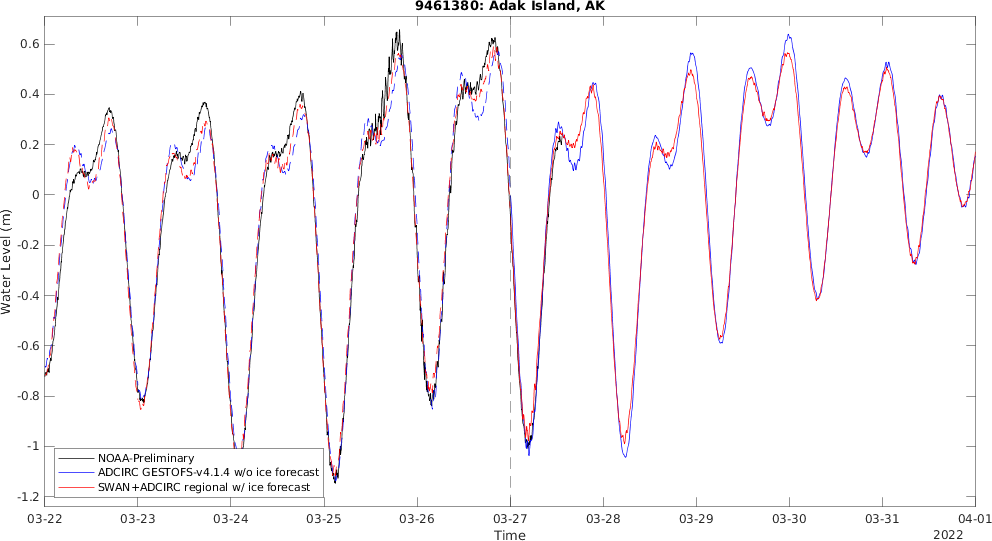 9461380: Adak Island, AK
Water Level (m)
0.6
0.4
0.2
0
-0.2
-0.4
-0.6
-0.8
-1
-1.2
NOAA-Preliminary
ADCIRC GESTOFS-v4.1.4 w/o ice forecast
SWAN+ADCIRC regional w/ ice forecast
03-22 03-23 03-24 03-25 03-26 03-27 03-28 03-29 03-30 03-31 04-01
Time
2022